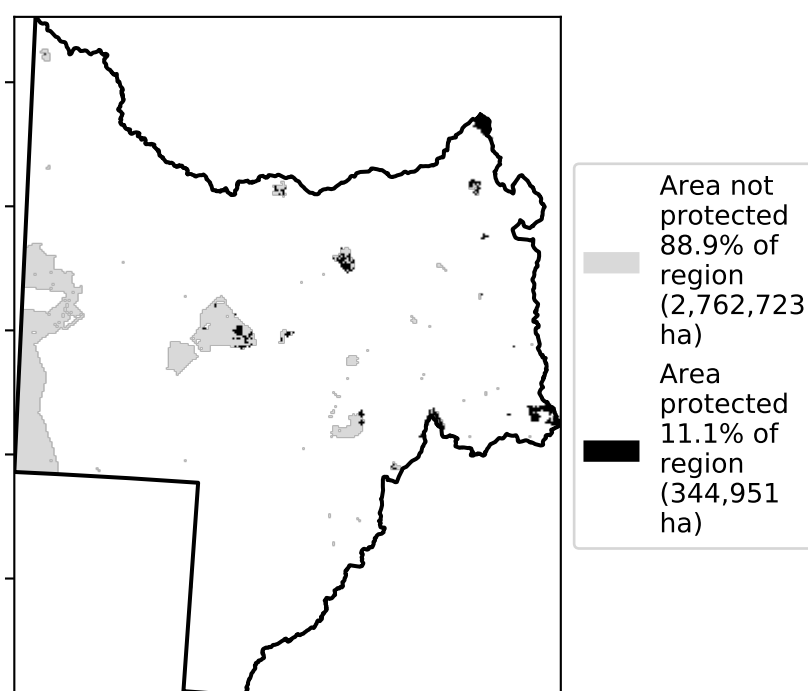 Area not
protected
88.9% of
region
(2,762,723
ha)
Area
protected
11.1% of
region
(344,951
ha)